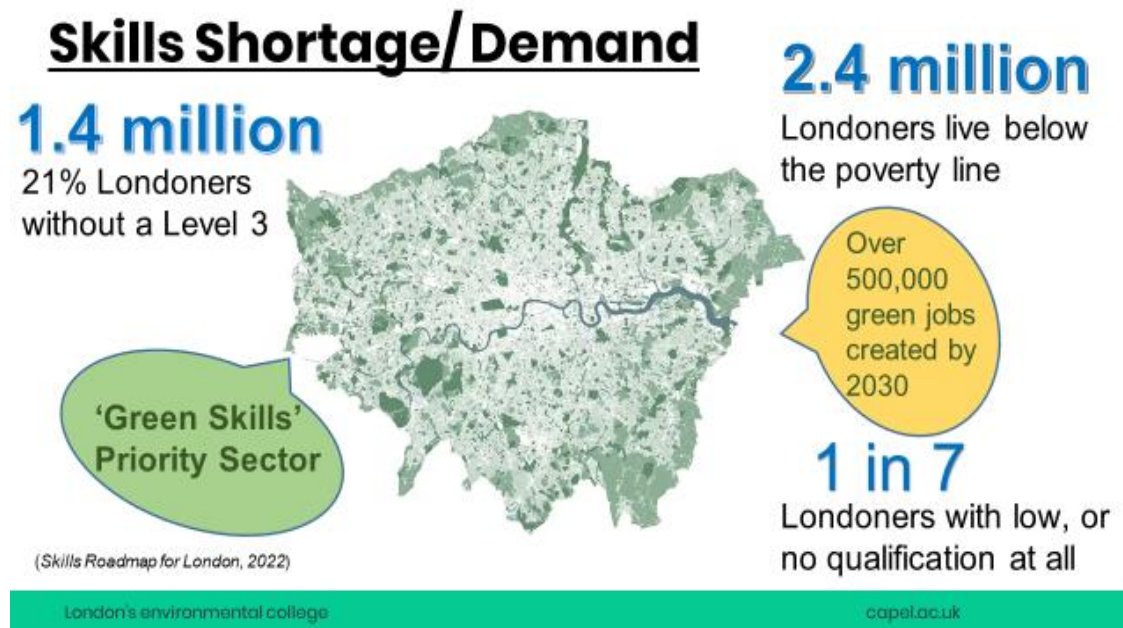 Skills Shortage/Demand
1.4 million
21% Londoners
without a Level 3
2.4 million
Londoners live below
the poverty line
Over
500,000
green jobs
created by
2030
‘Green Skills’
Priority Sector
1 in 7
Londoners with low, or
no qualification at all
(Skills Roadmap for London, 2022)
London's environmental college
capel.ac.uk